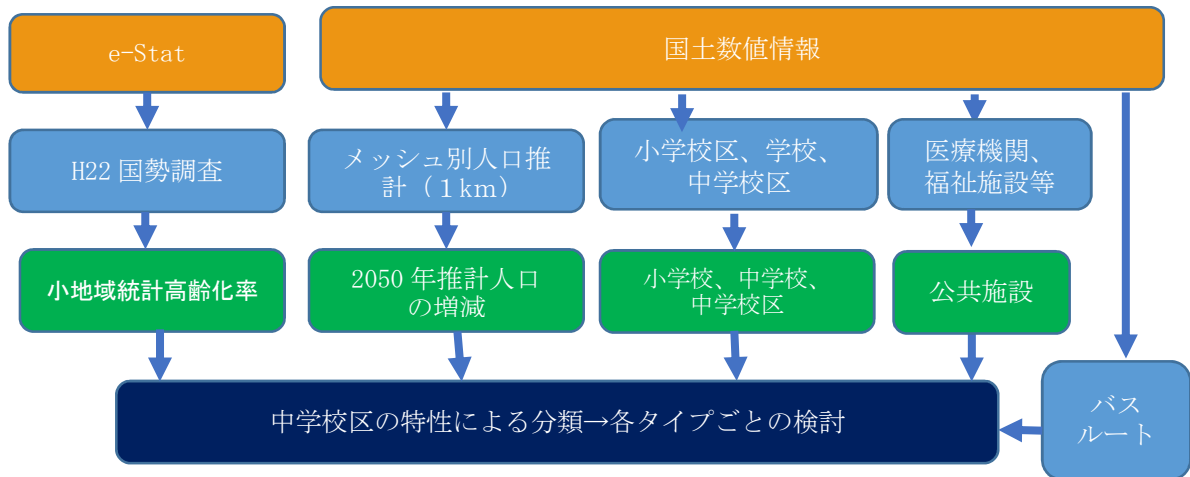 e-Stat
国土数値情報
H22 国勢調査
メッシュ別人口推
計（１km）
小学校区、学校、
中学校区
医療機関、
福祉施設等
小地域統計高齢化率
2050 年推計人口
の増減
小学校、中学校、
中学校区
公共施設
中学校区の特性による分類→各タイプごとの検討
バス
ルート